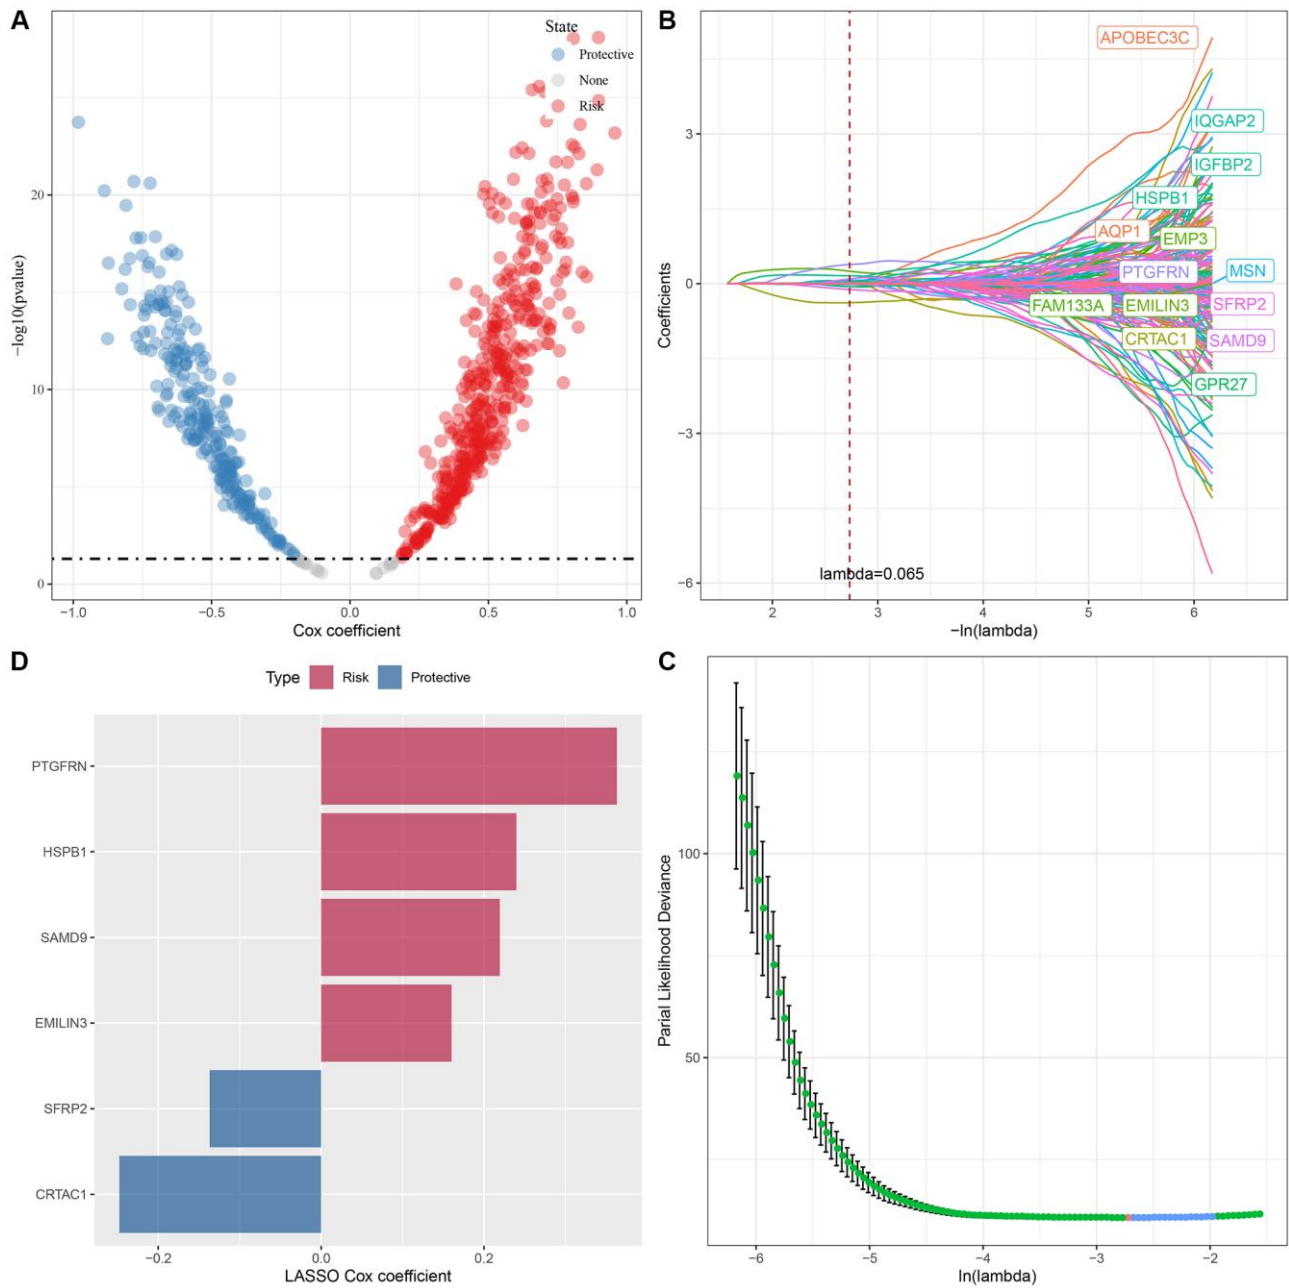 A
State
Protective
None
Risk
−log10(pvalue)
20
10
0
−1.0
−0.5
0.0
0.5
1.0
Cox coefficient
B
APOBEC3C
IQGAP2
IGFBP2
HSPB1
AQP1
EMP3
PTGFRN
MSN
FAM133A
EMILIN3
SFRP2
CRTAC1
SAMD9
GPR27
Coefficients
3
0
−3
−6
lambda=0.065
2
3
4
5
6
−ln(lambda)
D
Type
Risk
Protective
PTGFRN
HSPB1
SAMD9
EMILIN3
SFRP2
CRTAC1
−0.2
0.0
0.2
LASSO Cox coefficient
C
Parial Likelihood Deviance
100
50
−6
−5
−4
−3
−2
ln(lambda)